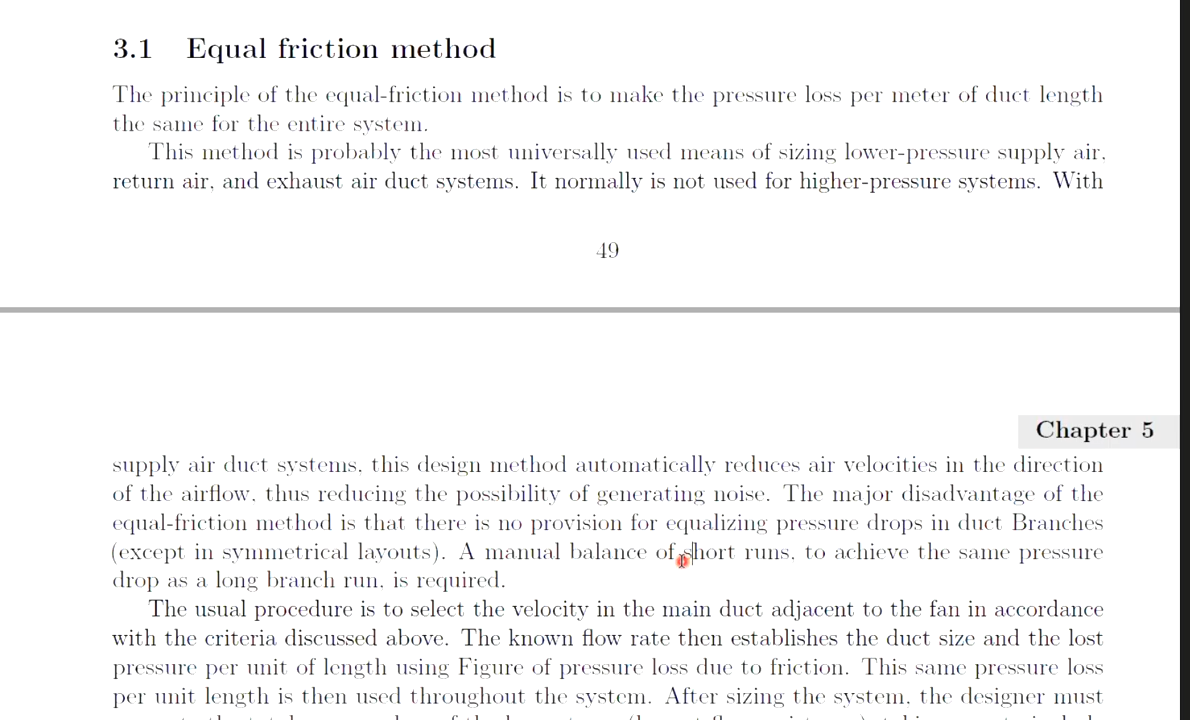 3.1 Equal friction method
The principle of the equal-friction method is to make the pressure loss per meter of duct length
the same for the entire system.
This method is probably the most universally used means of sizing lower-pressure supply air,
return air, and exhaust air duct systems. It normally is not used for higher-pressure systems. With
49
Chapter 5
supply air duct systems, this design method automatically reduces air velocities in the direction
of the airflow, thus reducing the possibility of generating noise. The major disadvantage of the
equal-friction method is that there is no provision for equalizing pressure drops in duct Branches
(except in symmetrical layouts). A manual balance of short runs, to achieve the same pressure
drop as a long branch run, is required.
The usual procedure is to select the velocity in the main duct adjacent to the fan in accordance
with the criteria discussed above. The known flow rate then establishes the duct size and the lost
pressure per unit of length using Figure of pressure loss due to friction. This same pressure loss
per unit length is then used throughout the system. After sizing the system, the designer must